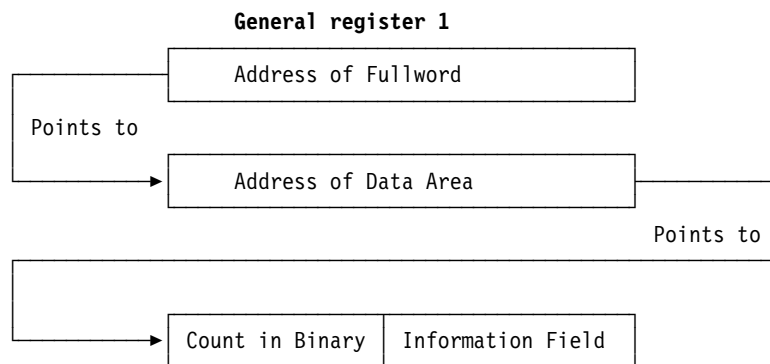 General register 1
Address of Fullword
Points to
Address of Data Area
Points to
Count in Binary
Information Field